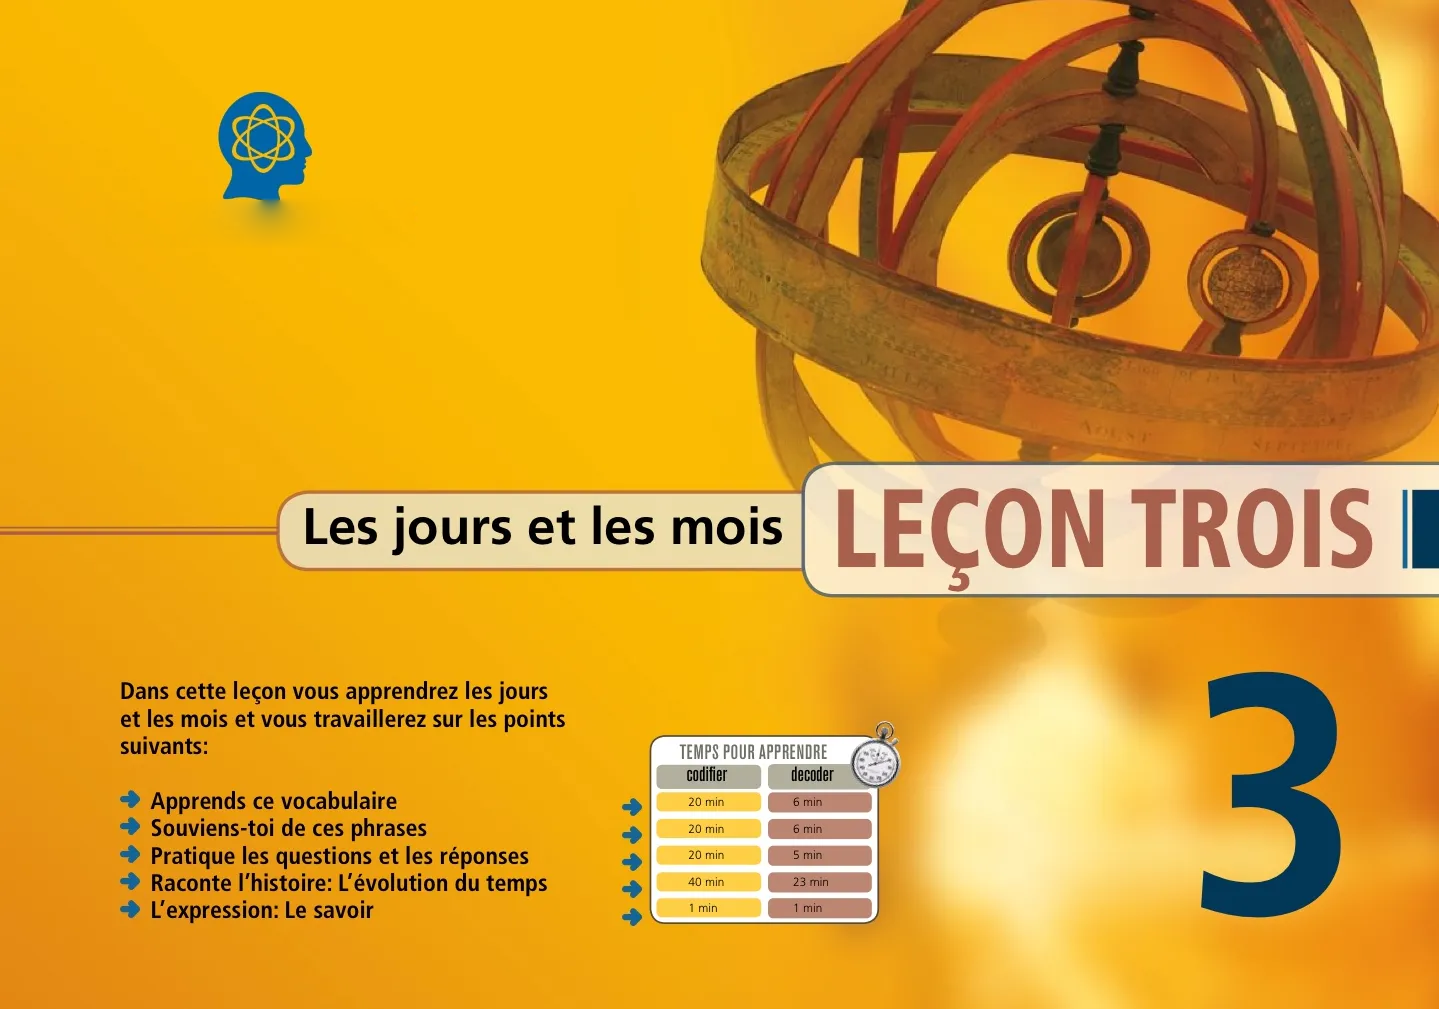 Les jours et les mois
LEÇON TROIS
3
Dans cette leçon vous apprendrez les jours
et les mois et vous travaillerez sur les points
suivants:
Apprends ce vocabulaire
Souviens-toi de ces phrases
Pratique les questions et les réponses
Raconte l'histoire: L'évolution du temps
L'expression: Le savoir
TEMPS POUR APPRENDRE
codifier decoder
20 min 6 min
20 min 6 min
20 min 5 min
40 min 23 min
1 min 1 min
AOUST